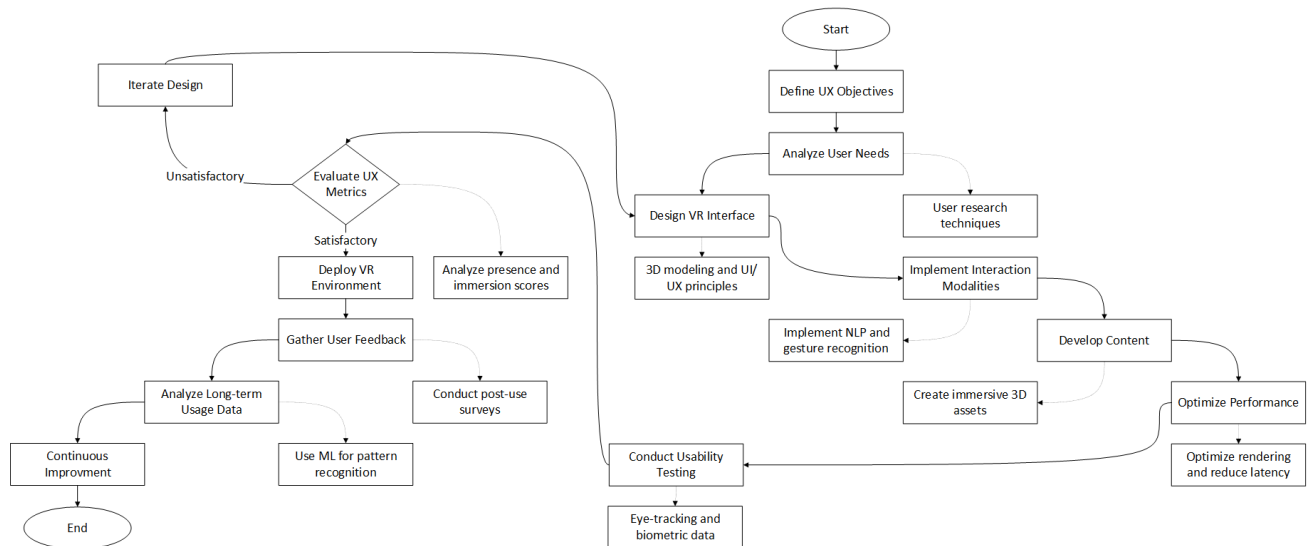 Start
Iterate Design
Define UX Objectives
Analyze User Needs
Unsatisfactory
Evaluate UX
Metrics
Design VR Interface
User research
techniques
Satisfactory
Deploy VR
Environment
Analyze presence and
immersion scores
3D modeling and UI/
UX principles
Implement Interaction
Modalities
Gather User Feedback
Implement NLP and
gesture recognition
Develop Content
Analyze Long-term
Usage Data
Conduct post-use
surveys
Create immersive 3D
assets
Optimize Performance
Continuous
Improvment
Use ML for pattern
recognition
Conduct Usability
Testing
Optimize rendering
and reduce latency
End
Eye-tracking and
biometric data